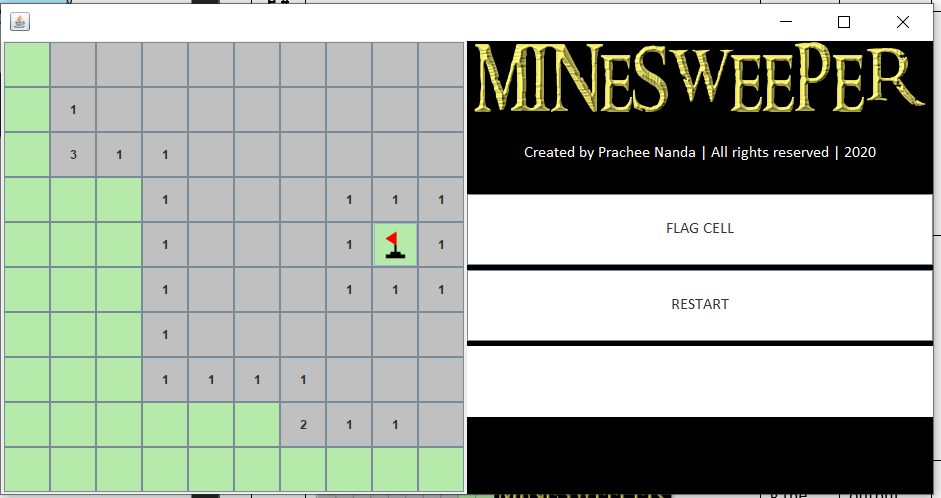 1
3 1 1
1 1 1 1
1 1 1
1 1 1 1
1
1 1 1 1
2 1 1
MINESWEEPER
Created by Prachee Nanda | All rights reserved | 2020
FLAG CELL
RESTART